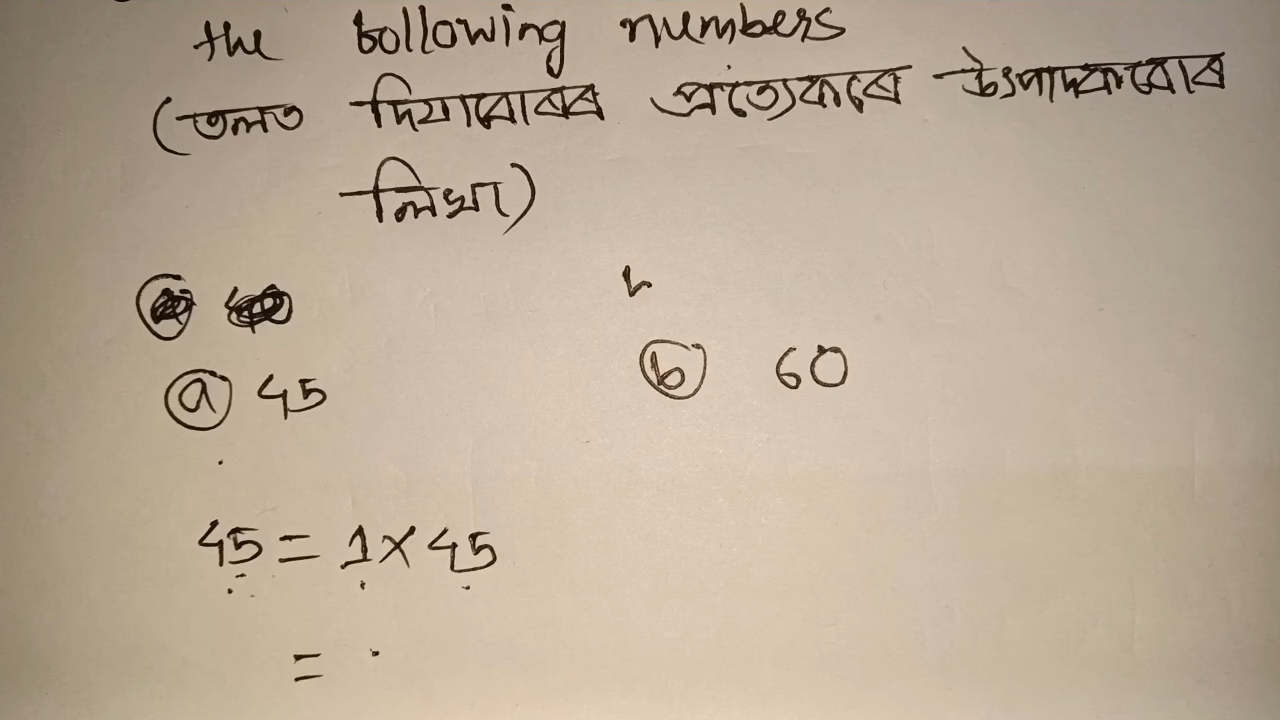 the following numbers
(তলত দিয়াবোৰৰ প্ৰত্যেকৰে উৎপাদকবোৰ
লিখা)
ⓐ 45
ⓑ 60
45 = 1 × 45
=